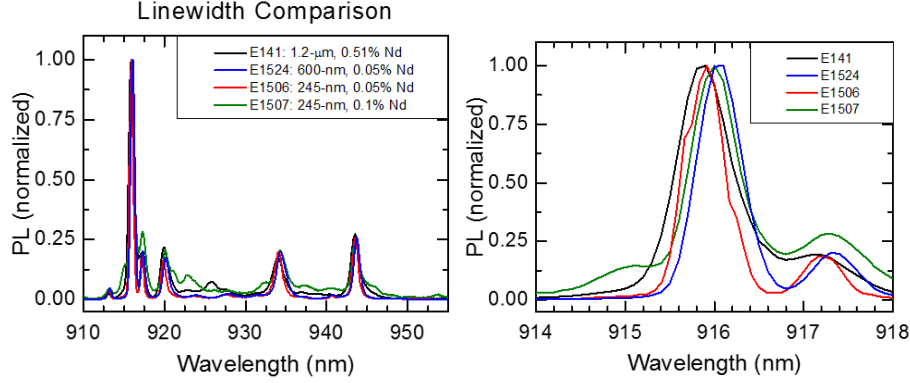 Linewidth Comparison
E141: 1.2-μm, 0.51% Nd
E1524: 600-nm, 0.05% Nd
E1506: 245-nm, 0.05% Nd
E1507: 245-nm, 0.1% Nd
PL (normalized)
1.00
0.75
0.50
0.25
0.00
910 920 930 940 950
Wavelength (nm)
E141
E1524
E1506
E1507
PL (normalized)
1.00
0.75
0.50
0.25
0.00
914 915 916 917 918
Wavelength (nm)